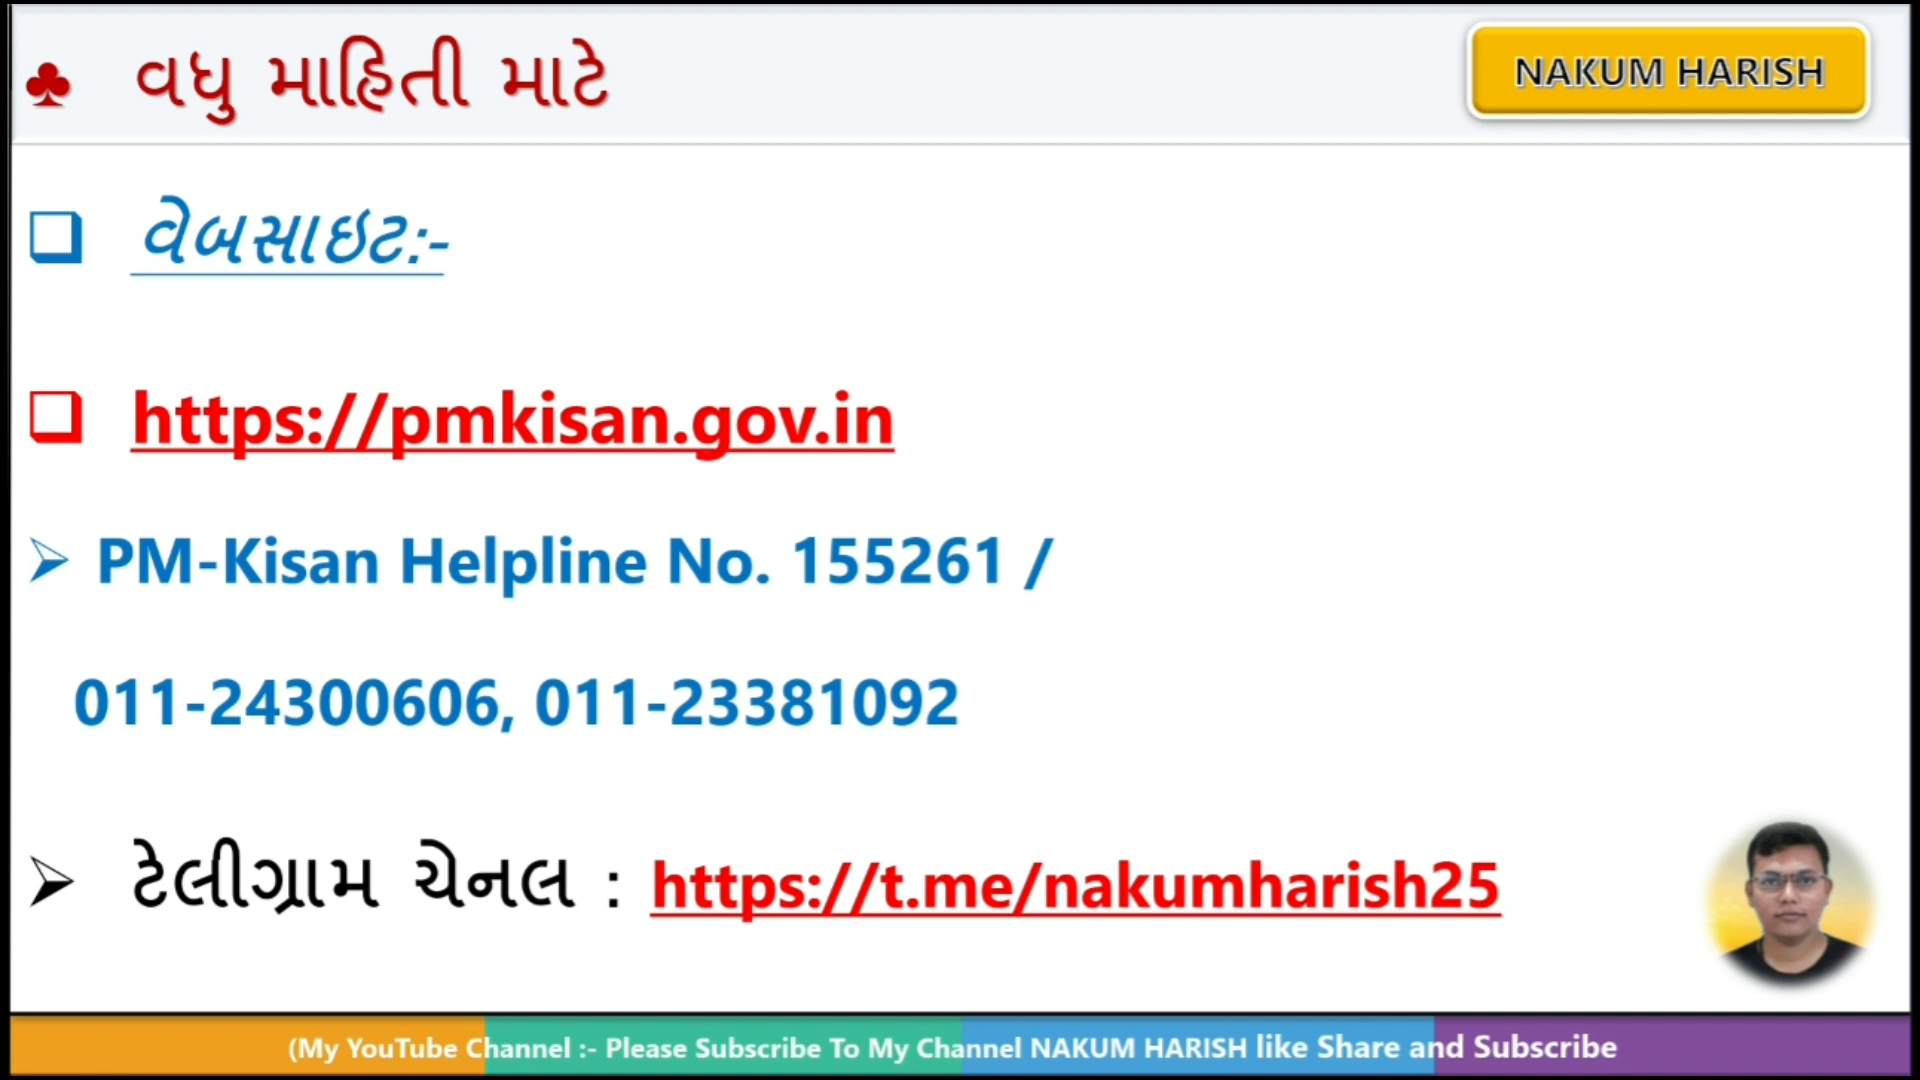 ♣ વધુ માહિતી માટે
NAKUM HARISH
❑ વેબસાઇટ:-
❑ https://pmkisan.gov.in
➢ PM-Kisan Helpline No. 155261 /
011-24300606, 011-23381092
➢ ટેલીગ્રામ ચેનલ : https://t.me/nakumharish25
(My YouTube Channel :- Please Subscribe To My Channel NAKUM HARISH like Share and Subscribe